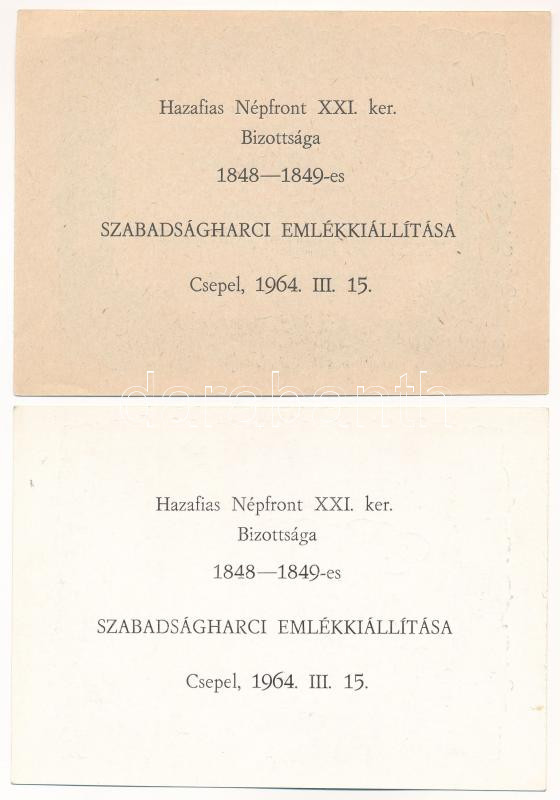 Hazafias Népfront XXI. ker.
Bizottsága
1848—1849-es
SZABADSÁGHARCI EMLÉKKIÁLLÍTÁSA
Csepel, 1964. III. 15.
darabanth
Hazafias Népfront XXI. ker.
Bizottsága
1848—1849-es
SZABADSÁGHARCI EMLÉKKIÁLLÍTÁSA
Csepel, 1964. III. 15.